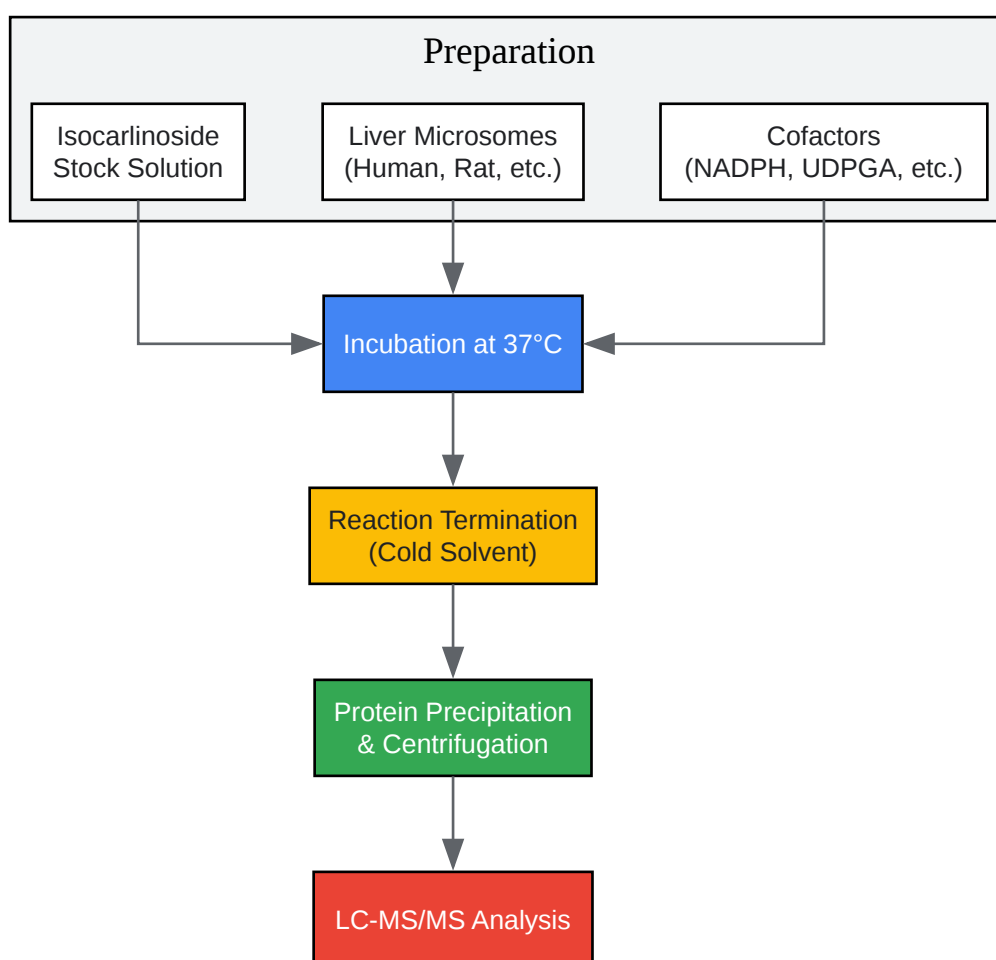 Preparation
Isocarlinoside
Stock Solution
Liver Microsomes
(Human, Rat, etc.)
Cofactors
(NADPH, UDPGA, etc.)
Incubation at 37°C
Reaction Termination
(Cold Solvent)
Protein Precipitation
& Centrifugation
LC-MS/MS Analysis